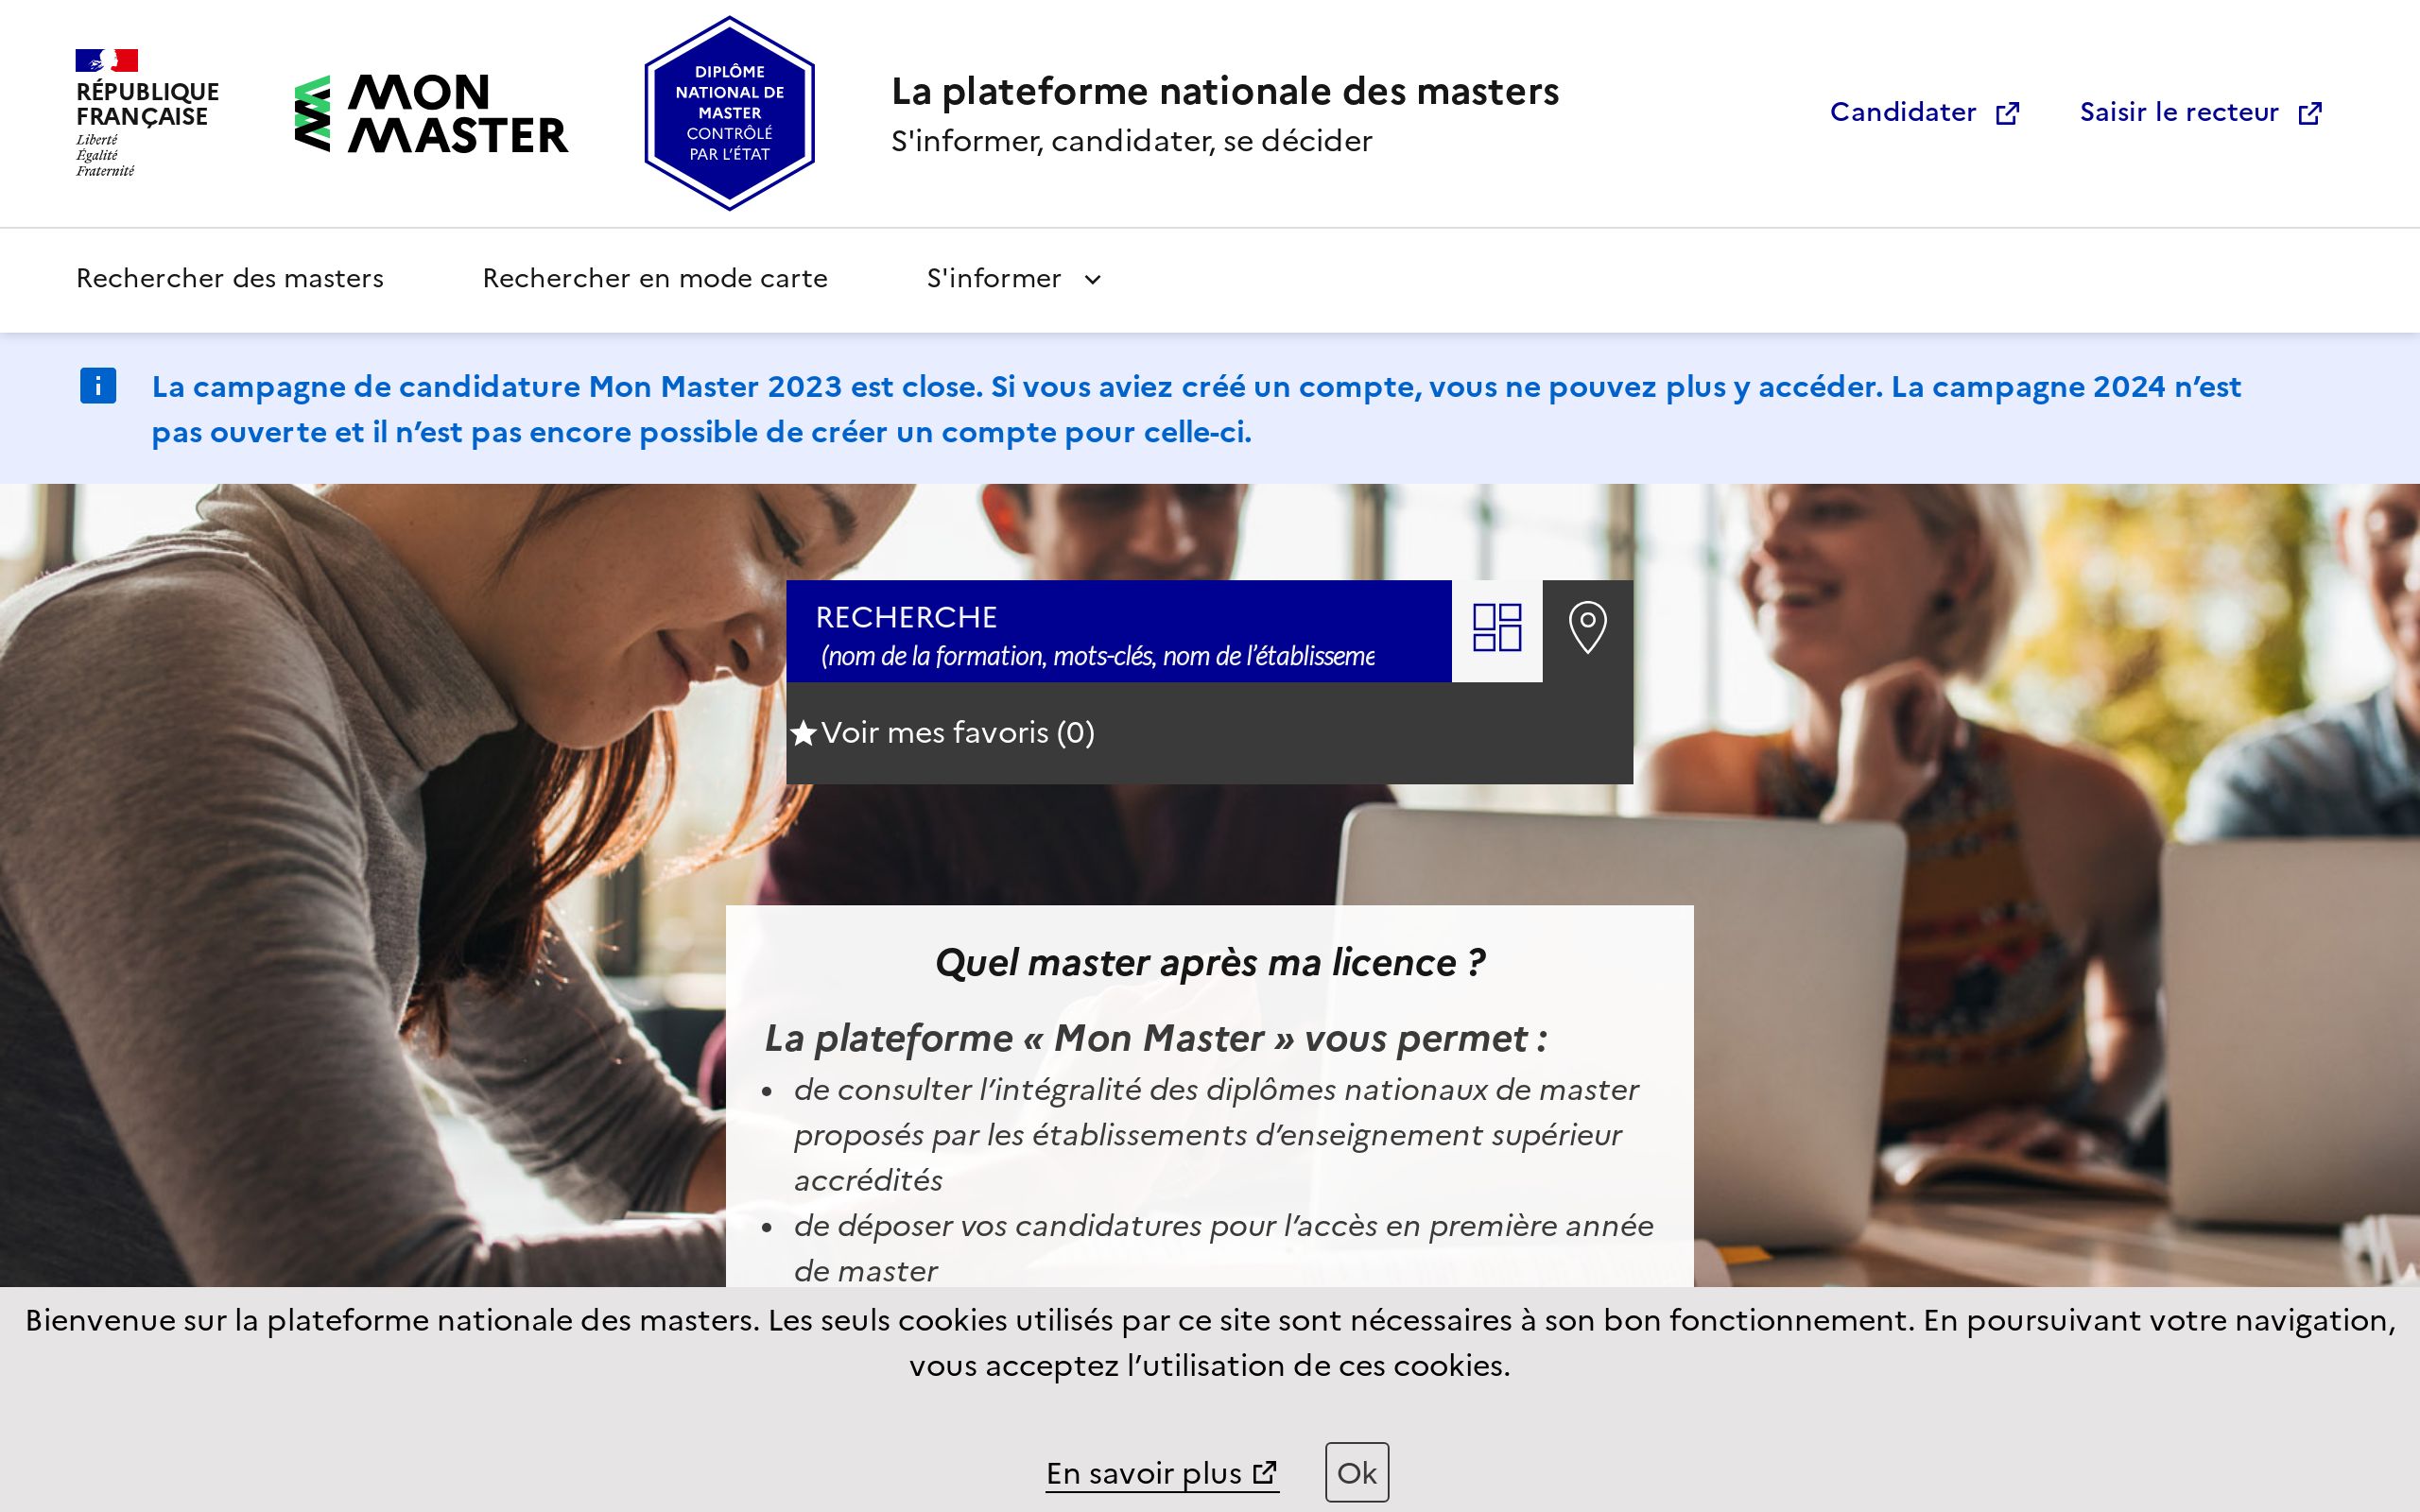 RÉPUBLIQUE
FRANÇAISE
Liberté
Égalité
Fraternité
MON
MASTER
DIPLÔME
NATIONAL DE
MASTER
CONTRÔLÉ
PAR L'ÉTAT
La plateforme nationale des masters
S'informer, candidater, se décider
Candidater
Saisir le recteur
Rechercher des masters
Rechercher en mode carte
S'informer
La campagne de candidature Mon Master 2023 est close. Si vous aviez créé un compte, vous ne pouvez plus y accéder. La campagne 2024 n’est
pas ouverte et il n’est pas encore possible de créer un compte pour celle-ci.
RECHERCHE
(nom de la formation, mots-clés, nom de l’établisseme
Voir mes favoris (0)
Quel master après ma licence ?
La plateforme « Mon Master » vous permet :
• de consulter l’intégralité des diplômes nationaux de master
proposés par les établissements d’enseignement supérieur
accrédités
• de déposer vos candidatures pour l’accès en première année
de master
Bienvenue sur la plateforme nationale des masters. Les seuls cookies utilisés par ce site sont nécessaires à son bon fonctionnement. En poursuivant votre navigation,
vous acceptez l’utilisation de ces cookies.
En savoir plus
Ok